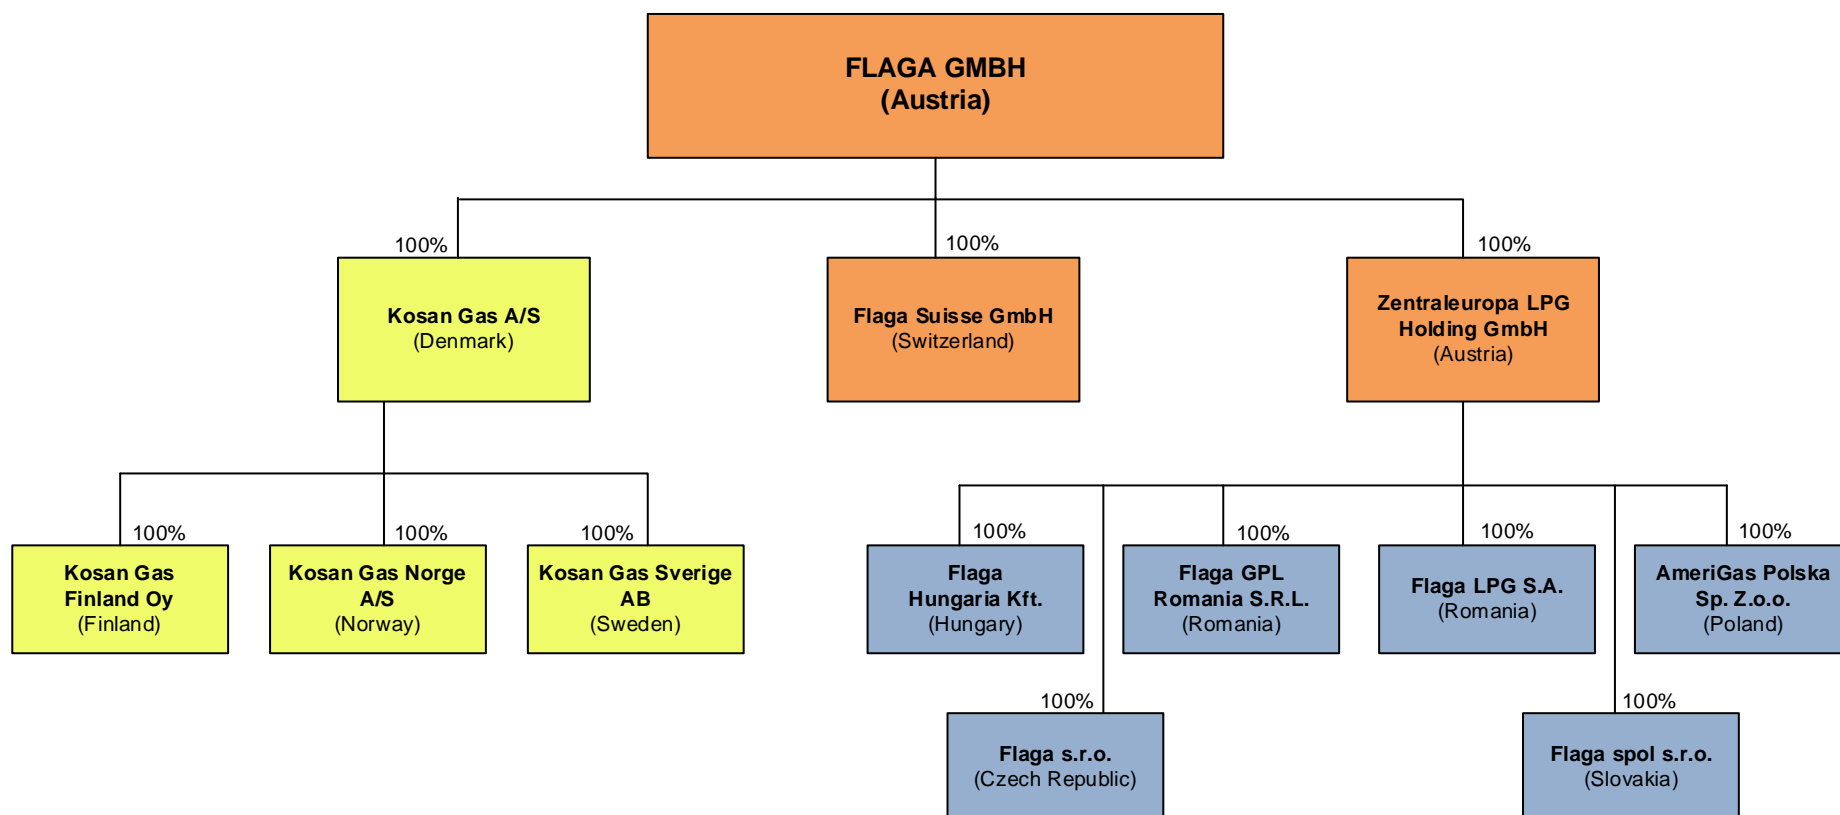 FLAGA GMBH
(Austria)
100%
100%
100%
Kosan Gas A/S
(Denmark)
Flaga Suisse GmbH
(Switzerland)
Zentraleuropa LPG
Holding GmbH
(Austria)
100%
100%
100%
100%
100%
100%
100%
Kosan Gas
Finland Oy
(Finland)
Kosan Gas Norge
A/S
(Norway)
Kosan Gas Sverige
AB
(Sweden)
Flaga
Hungaria Kft.
(Hungary)
Flaga GPL
Romania S.R.L.
(Romania)
Flaga LPG S.A.
(Romania)
AmeriGas Polska
Sp. Z.o.o.
(Poland)
100%
100%
Flaga s.r.o.
(Czech Republic)
Flaga spol s.r.o.
(Slovakia)